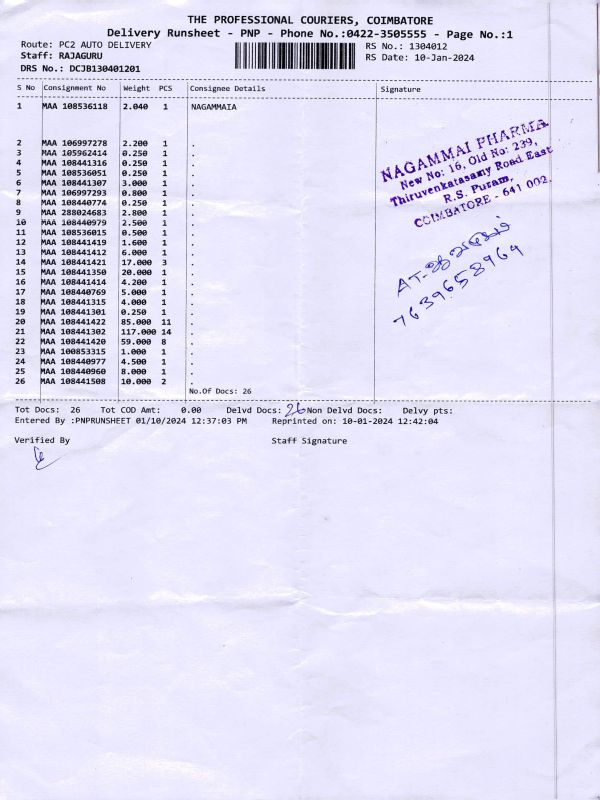 THE PROFESSIONAL COURIERS, COIMBATORE
Delivery Runsheet - PNP - Phone No.:0422-3505555 - Page No.:1
Route: PC2 AUTO DELIVERY
RS No.: 1304012
Staff: RAJAGURU
RS Date: 10-Jan-2024
DRS No.: DCJB130401201
S No Consignment No Weight PCS Consignee Details Signature
1 MAA 108536118 2.040 1 NAGAMMAIA
2 MAA 106997278 2.200 1 .
3 MAA 105962414 0.250 1 .
4 MAA 108441316 0.250 1 .
5 MAA 108536051 0.250 1 .
6 MAA 108441307 3.000 1 .
7 MAA 106997293 0.800 1 .
8 MAA 108440774 0.250 1 .
9 MAA 288024683 2.800 1 .
10 MAA 108440979 2.500 1 .
11 MAA 108536015 0.500 1 .
12 MAA 108441419 1.600 1 .
13 MAA 108441412 6.000 1 .
14 MAA 108441421 17.000 3 .
15 MAA 108441350 20.000 1 .
16 MAA 108441414 4.200 1 .
17 MAA 108440769 5.000 1 .
18 MAA 108441315 4.000 1 .
19 MAA 108441301 0.250 1 .
20 MAA 108441422 85.000 11 .
21 MAA 108441302 117.000 14 .
22 MAA 108441420 59.000 8 .
23 MAA 100853315 1.000 1 .
24 MAA 108440977 4.500 1 .
25 MAA 108440960 8.000 1 .
26 MAA 108441508 10.000 2 .
No.Of Docs: 26
NAGAMMAI PHARMA
New No: 16, Old No: 239,
Thiruvenkatasamy Road East
R.S. Puram,
COIMBATORE - 641 002.
7639658964
Tot Docs: 26 Tot COD Amt: 0.00 Delvd Docs: 26 Non Delvd Docs: Delvy pts:
Entered By :PNPRUNSHEET 01/10/2024 12:37:03 PM Reprinted on: 10-01-2024 12:42:04
Verified By Staff Signature